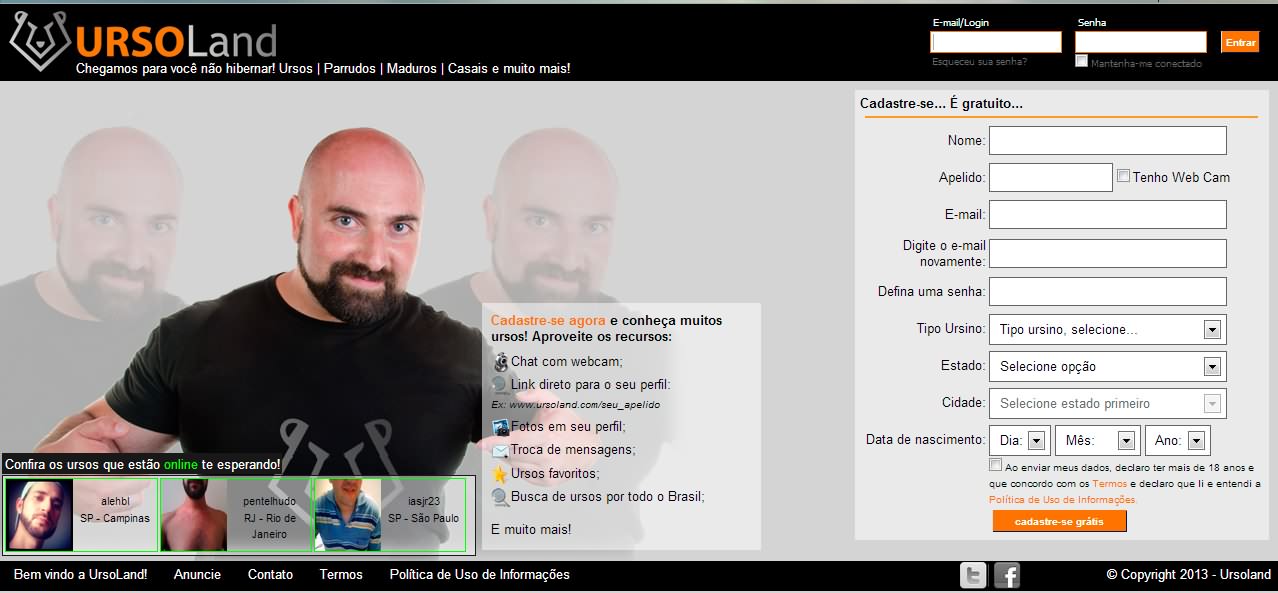 URSOLand
Chegamos para você não hibernar! Ursos | Parrudos | Maduros | Casais e muito mais!
E-mail/Login
Senha
Entrar
Esqueceu sua senha?
Mantenha-me conectado
Cadastre-se... É gratuito...
Nome:
Apelido:
Tenho Web Cam
E-mail:
Digite o e-mail
novamente:
Defina uma senha:
Tipo Ursino:
Tipo ursino, selecione...
Estado:
Selecione opção
Cidade:
Selecione estado primeiro
Data de nascimento:
Dia:
Mês:
Ano:
Ao enviar meus dados, declaro ter mais de 18 anos e
que concordo com os Termos e declaro que li e entendi a
Política de Uso de Informações.
cadastre-se grátis
Cadastre-se agora e conheça muitos
ursos! Aproveite os recursos:
Chat com webcam;
Link direto para o seu perfil:
Ex: www.ursoland.com/seu_apelido
Fotos em seu perfil;
Troca de mensagens;
Ursos favoritos;
Busca de ursos por todo o Brasil;
E muito mais!
Confira os ursos que estão online te esperando!
alehbl
SP - Campinas
pentelhudo
RJ - Rio de
Janeiro
iasjr23
SP - São Paulo
Bem vindo a UrsoLand!
Anuncie
Contato
Termos
Política de Uso de Informações
© Copyright 2013 - Ursoland